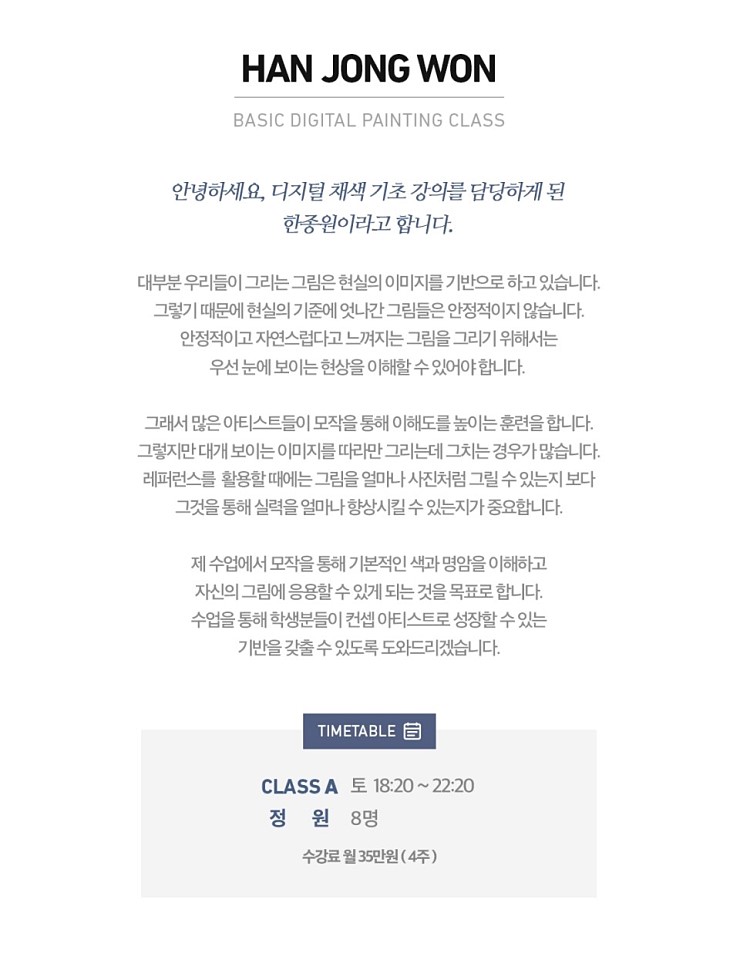 HAN JONG WON
BASIC DIGITAL PAINTING CLASS
안녕하세요, 디지털 채색 기초 강의를 담당하게 된
한종원이라고 합니다.
대부분 우리들이 그리는 그림은 현실의 이미지를 기반으로 하고 있습니다.
그렇기 때문에 현실의 기준에 엇나간 그림들은 안정적이지 않습니다.
안정적이고 자연스럽다고 느껴지는 그림을 그리기 위해서는
우선 눈에 보이는 현상을 이해할 수 있어야 합니다.
그래서 많은 아티스트들이 모작을 통해 이해도를 높이는 훈련을 합니다.
그렇지만 대개 보이는 이미지를 따라만 그리는데 그치는 경우가 많습니다.
레퍼런스를 활용할 때에는 그림을 얼마나 사진처럼 그릴 수 있는지 보다
그것을 통해 실력을 얼마나 향상시킬 수 있는지가 중요합니다.
제 수업에서 모작을 통해 기본적인 색과 명암을 이해하고
자신의 그림에 응용할 수 있게 되는 것을 목표로 합니다.
수업을 통해 학생분들이 컨셉 아티스트로 성장할 수 있는
기반을 갖출 수 있도록 도와드리겠습니다.
TIMETABLE
CLASS A 토 18:20 ~ 22:20
정 원 8명
수강료 월 35만원 ( 4주 )